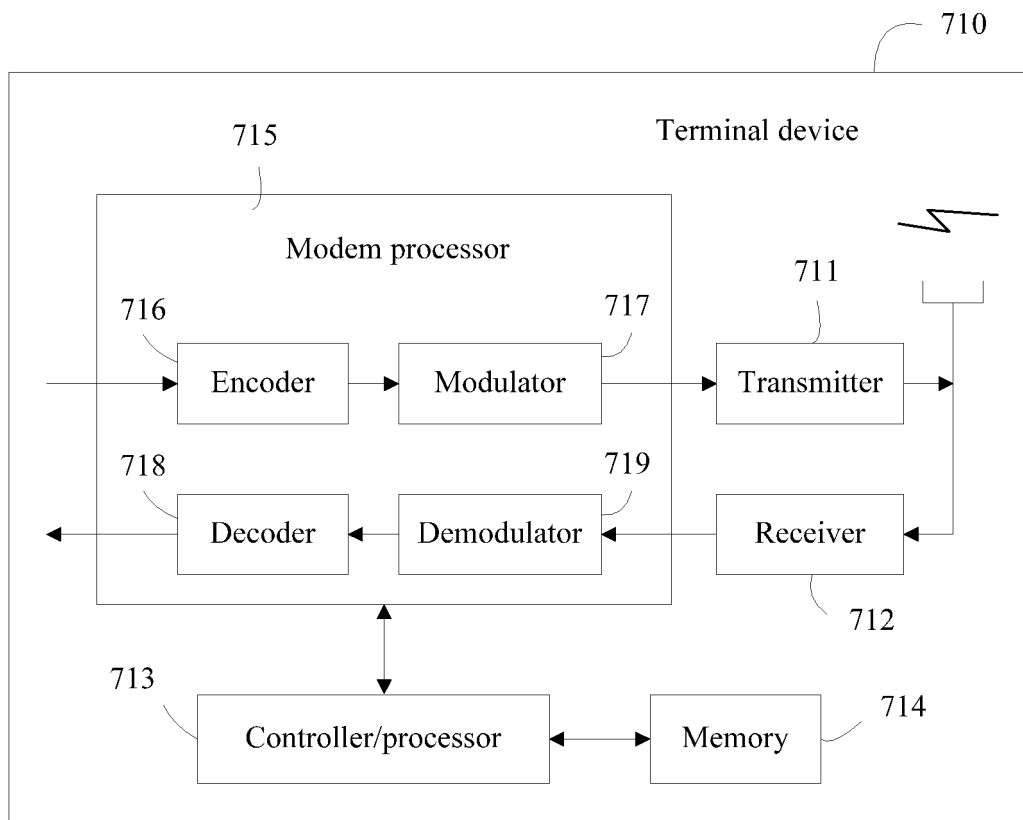 710
Terminal device
715
Modem processor
711
716
717
Encoder
Modulator
Transmitter
718
719
Decoder
Demodulator
Receiver
712
713
714
Controller/processor
Memory